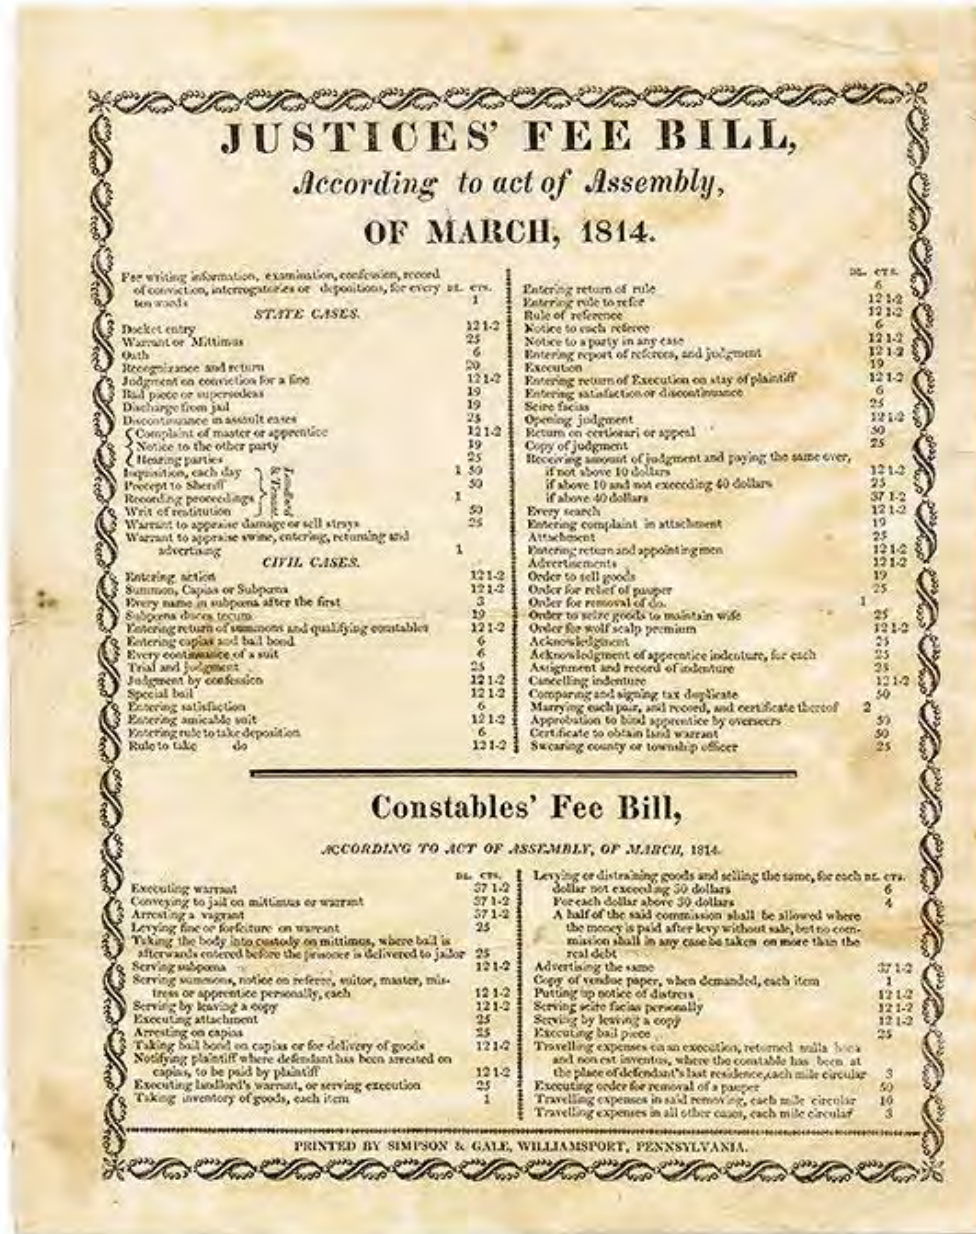 JUSTICES' FEE BILL,
According to act of Assembly,
OF MARCH, 1814.
For writing information, examination, confession, record
of conviction, interrogatories or depositions, for every DL. CTS.
ten words 1
STATE CASES.
Docket entry 12 1-2
Warrant or Mittimus 25
Oath 6
Recognizance and return 20
Judgment on conviction for a fine 12 1-2
Bail piece or supersedeas 19
Discharge from jail 19
Discontinuance in assault cases 25
Complaint of master or apprentice 12 1-2
Notice to the other party 19
Hearing parties 25
Inquisition, each day 1 50
Precept to Sheriff 50
Recording proceedings 1
Writ of restitution 50
Landlord
& Tenant
Warrant to appraise damage or sell strays 25
Warrant to appraise swine, entering, returning and
advertising 1
CIVIL CASES.
Entering action 12 1-2
Summon, Capias or Subpœna 12 1-2
Every name in subpœna after the first 3
Subpœna duces tecum 19
Entering return of summons and qualifying constables 12 1-2
Entering capias and bail bond 6
Every continuance of a suit 6
Trial and judgment 25
Judgment by confession 12 1-2
Special bail 12 1-2
Entering satisfaction 6
Entering amicable suit 12 1-2
Entering rule to take deposition 6
Rule to take do 12 1-2
DL. CTS.
Entering return of rule 6
Entering rule to refer 12 1-2
Rule of reference 12 1-2
Notice to each referee 6
Notice to a party in any case 12 1-2
Entering report of referees, and judgment 12 1-2
Execution 19
Entering return of Execution on stay of plaintiff 12 1-2
Entering satisfaction or discontinuance 6
Scire facias 25
Opening judgment 12 1-2
Return on certiorari or appeal 50
Copy of judgment 25
Receiving amount of judgment and paying the same over,
if not above 10 dollars 12 1-2
if above 10 and not exceeding 40 dollars 25
if above 40 dollars 37 1-2
Every search 12 1-2
Entering complaint in attachment 19
Attachment 25
Entering return and appointing men 12 1-2
Advertisements 12 1-2
Order to sell goods 19
Order for relief of pauper 25
Order for removal of do. 1
Order to seize goods to maintain wife 25
Order for wolf scalp premium 12 1-2
Acknowledgment 25
Acknowledgment of apprentice indenture, for each 25
Assignment and record of indenture 25
Cancelling indenture 12 1-2
Comparing and signing tax duplicate 50
Marrying each pair, and record, and certificate thereof 2
Approbation to bind apprentice by overseers 50
Certificate to obtain land warrant 50
Swearing county or township officer 25
Constables' Fee Bill,
ACCORDING TO ACT OF ASSEMBLY, OF MARCH, 1814.
DL. CTS.
Executing warrant 37 1-2
Conveying to jail on mittimus or warrant 37 1-2
Arresting a vagrant 37 1-2
Levying fine or forfeiture on warrant 25
Taking the body into custody on mittimus, where bail is
afterwards entered before the prisoner is delivered to jailor 25
Serving subpœna 12 1-2
Serving summons, notice on referee, suitor, master, mis-
tress or apprentice personally, each 12 1-2
Serving by leaving a copy 12 1-2
Executing attachment 25
Arresting on capias 25
Taking bail bond on capias or for delivery of goods 12 1-2
Notifying plaintiff where defendant has been arrested on
capias, to be paid by plaintiff 12 1-2
Executing landlord's warrant, or serving execution 25
Taking inventory of goods, each item 1
Levying or distraining goods and selling the same, for each DL. CTS.
dollar not exceeding 30 dollars 6
For each dollar above 30 dollars 4
A half of the said commission shall be allowed where
the money is paid after levy without sale, but no com-
mission shall in any case be taken on more than the
real debt
Advertising the same 37 1-2
Copy of vendue paper, when demanded, each item 1
Putting up notice of distress 12 1-2
Serving scire facias personally 12 1-2
Serving by leaving a copy 12 1-2
Executing bail piece 25
Travelling expenses on an execution, returned nulla bona
and non est inventus, where the constable has been at
the place of defendant's last residence, each mile circular 3
Executing order for removal of a pauper 50
Travelling expenses in said removing, each mile circular 10
Travelling expenses in all other cases, each mile circular 3
PRINTED BY SIMPSON & GALE, WILLIAMSPORT, PENNSYLVANIA.